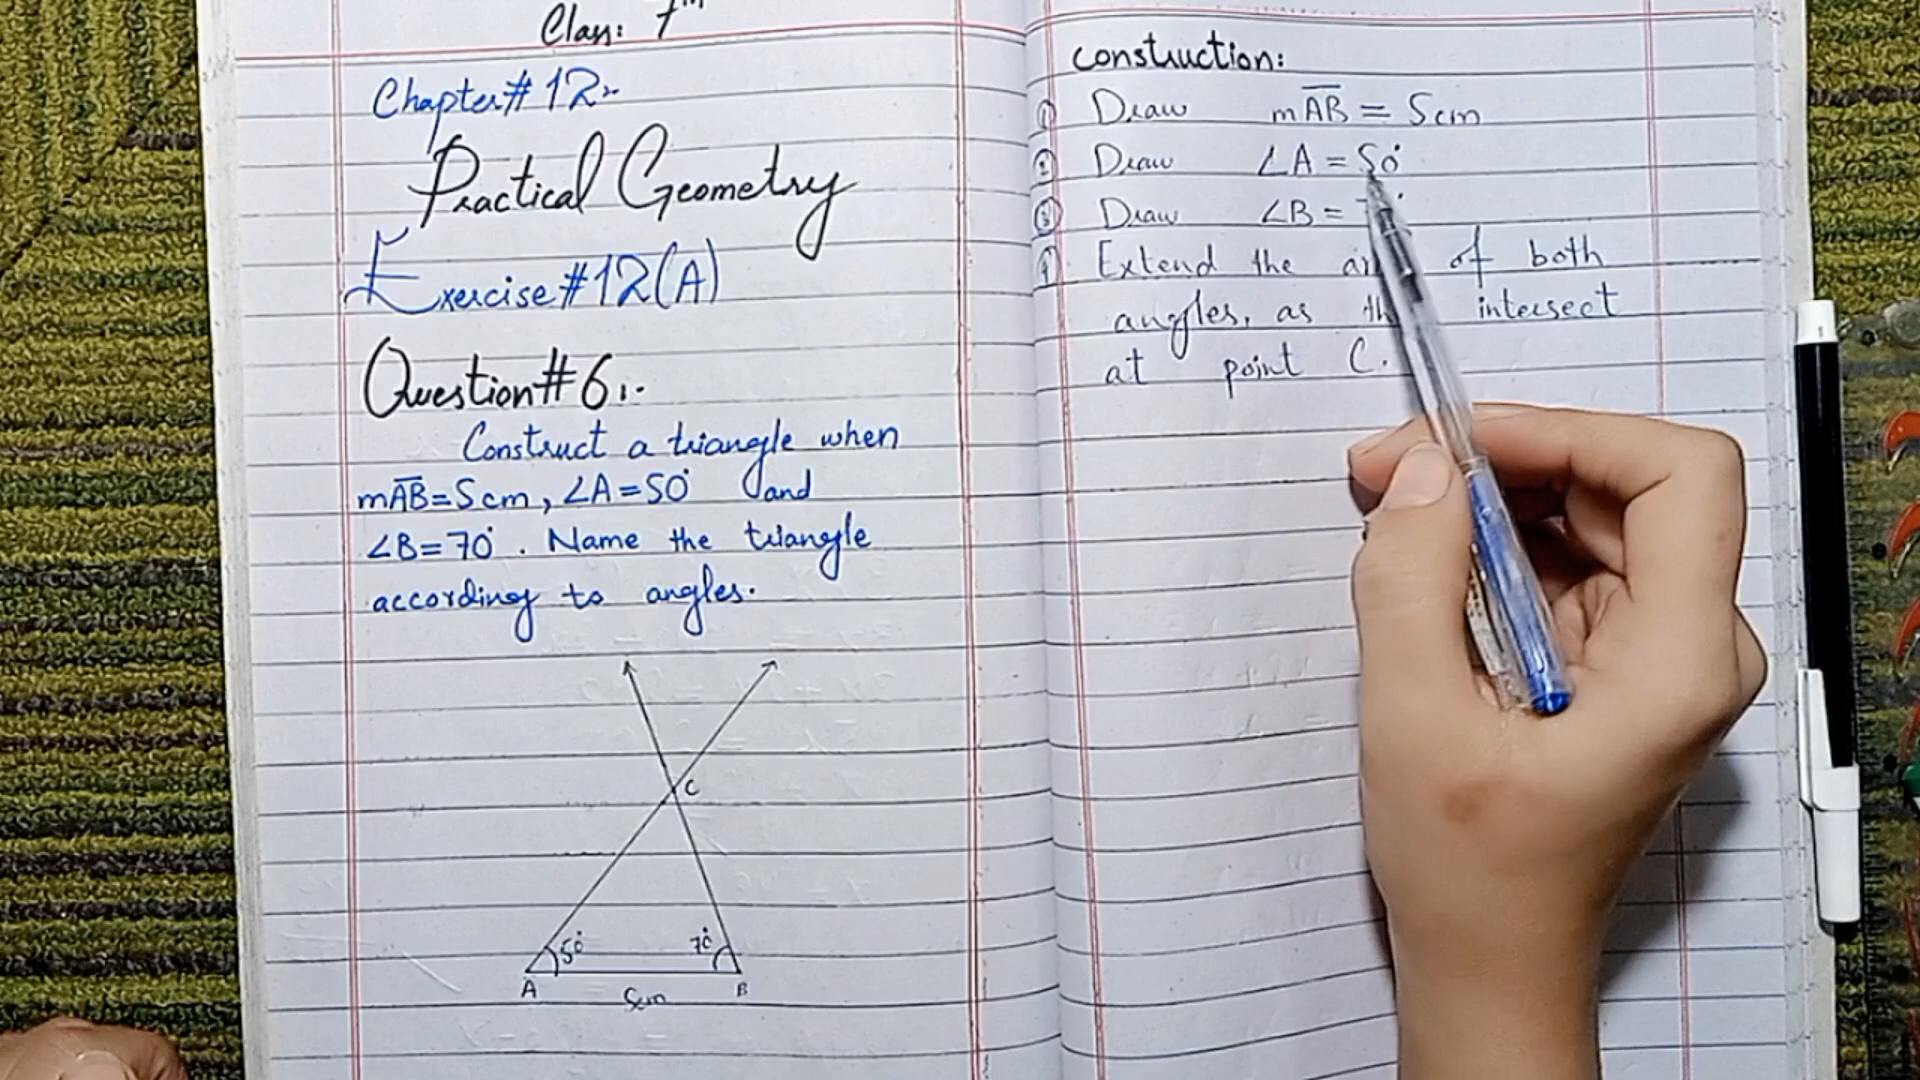 Class: 7th
Chapter# 12:-
Practical Geometry
Exercise#12(A)
Question#6:-
Construct a triangle when
mAB=5cm, ∠A=50° and
∠B=70°. Name the triangle
according to angles.
C
50° 70°
A 5cm B
Construction:
① Draw mAB = 5cm
② Draw ∠A = 50°
③ Draw ∠B =
④ Extend the of both
angles, as intersect
at point C.